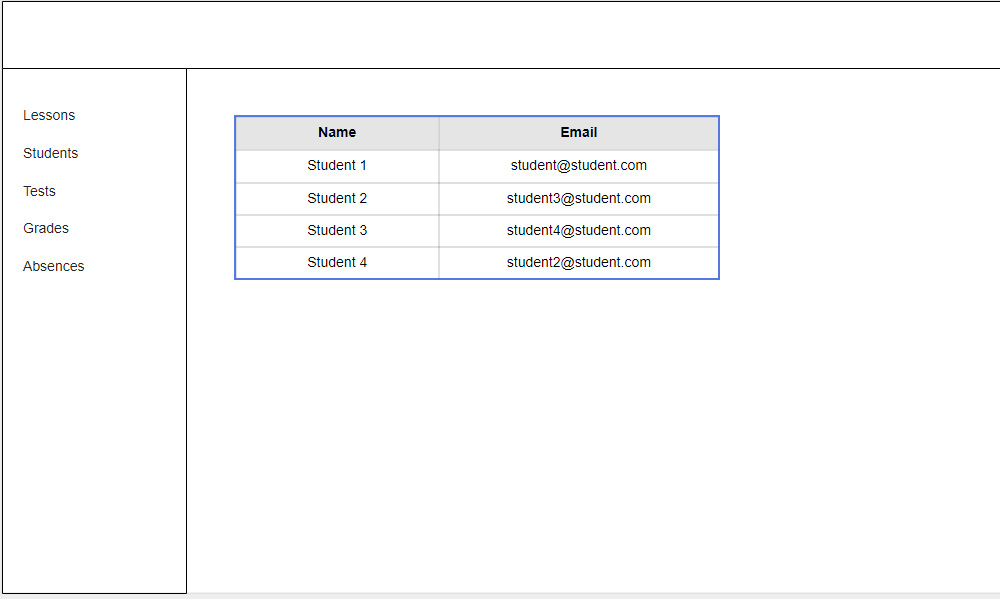 Lessons
Students
Tests
Grades
Absences
Name Email
Student 1 student@student.com
Student 2 student3@student.com
Student 3 student4@student.com
Student 4 student2@student.com